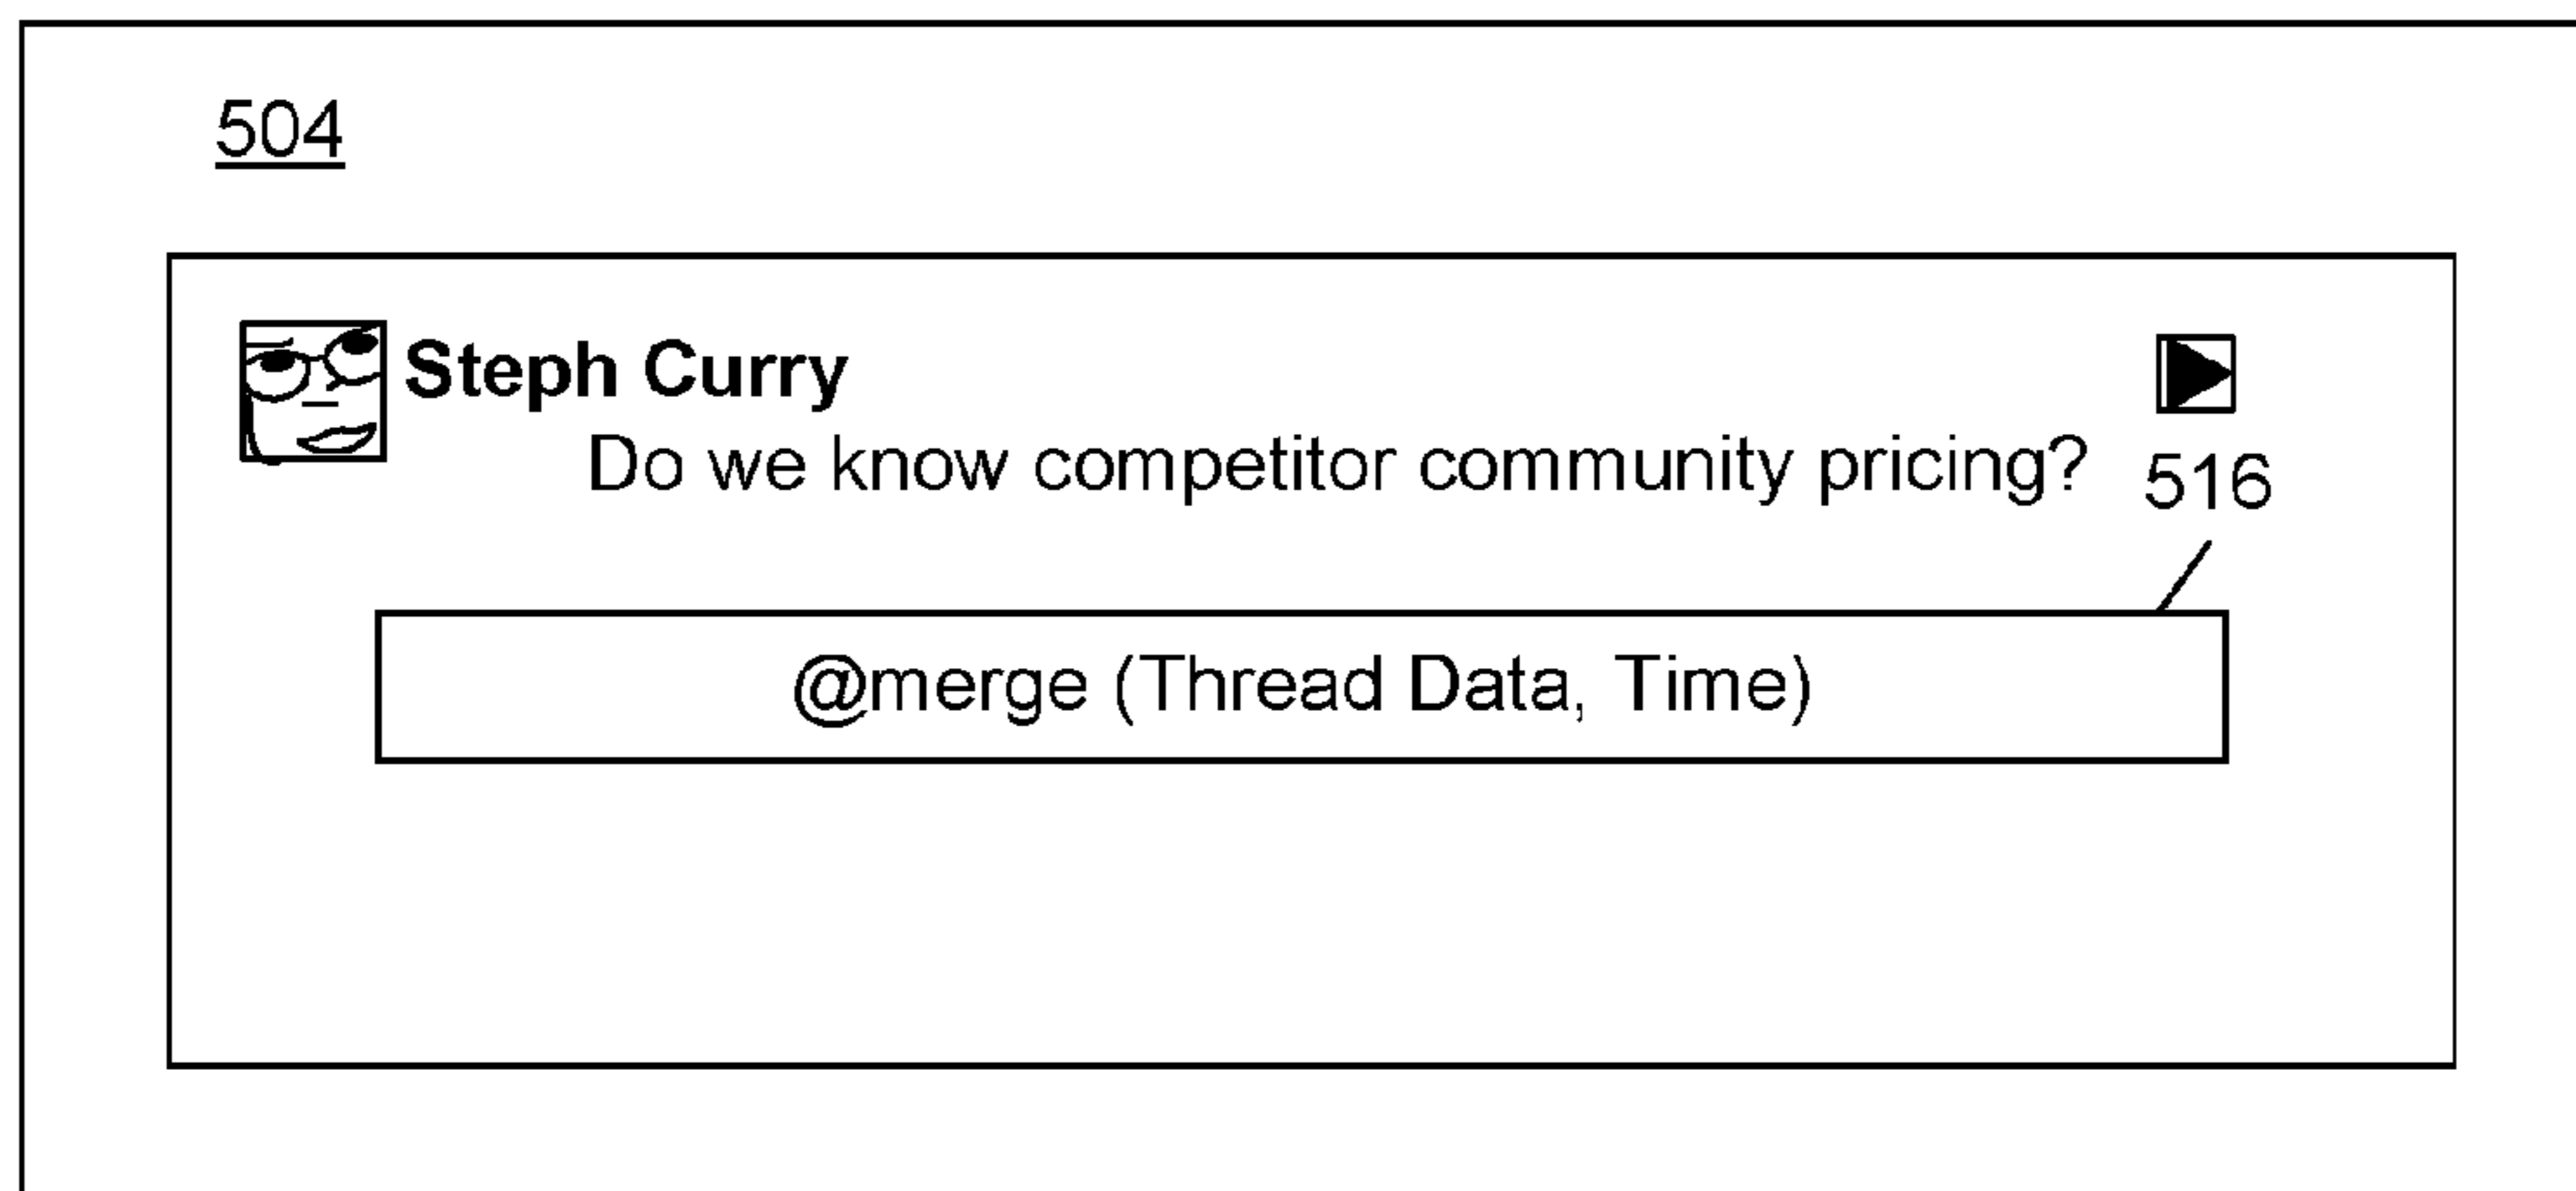 504
Steph Curry
Do we know competitor community pricing?
516
@merge (Thread Data, Time)